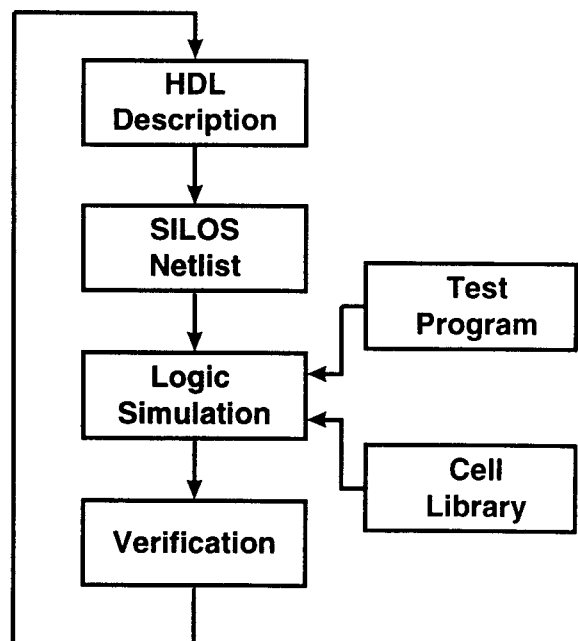 HDL
Description
SILOS
Netlist
Test
Program
Logic
Simulation
Cell
Library
Verification